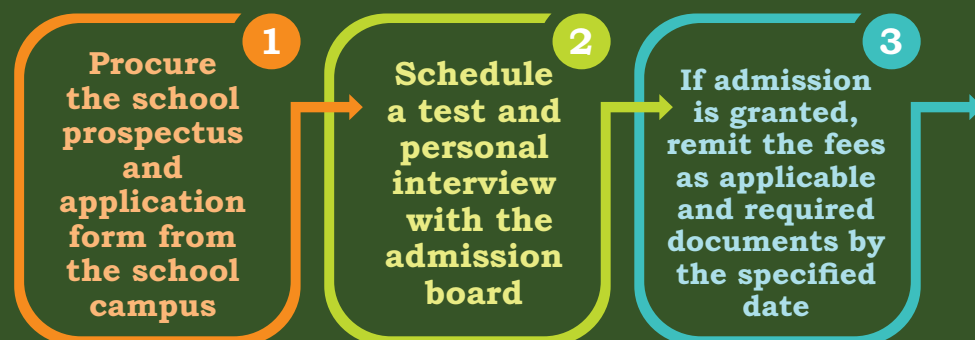 1
Procure
the school
prospectus
and
application
form from
the school
campus
2
Schedule
a test and
personal
interview
with the
admission
board
3
If admission
is granted,
remit the fees
as applicable
and required
documents by
the specified
date